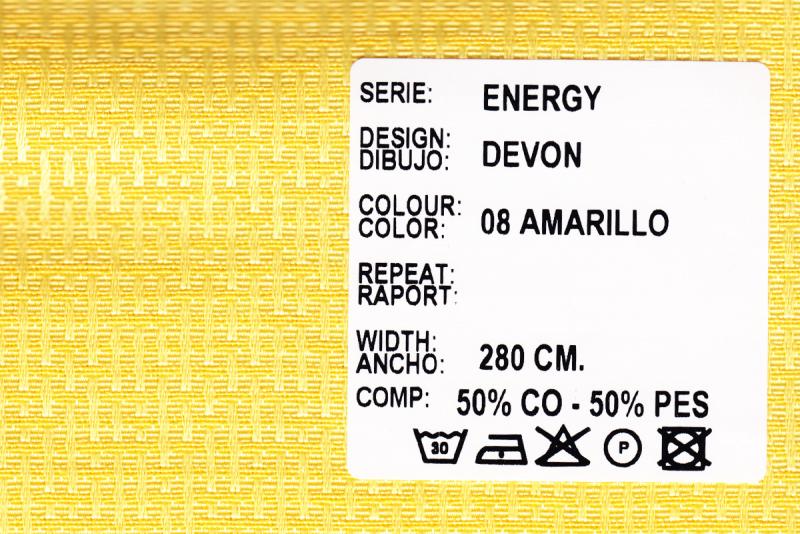 SERIE: ENERGY
DESIGN:
DIBUJO: DEVON
COLOUR:
COLOR: 08 AMARILLO
REPEAT:
RAPORT:
WIDTH:
ANCHO: 280 CM.
COMP: 50% CO - 50% PES
30 P